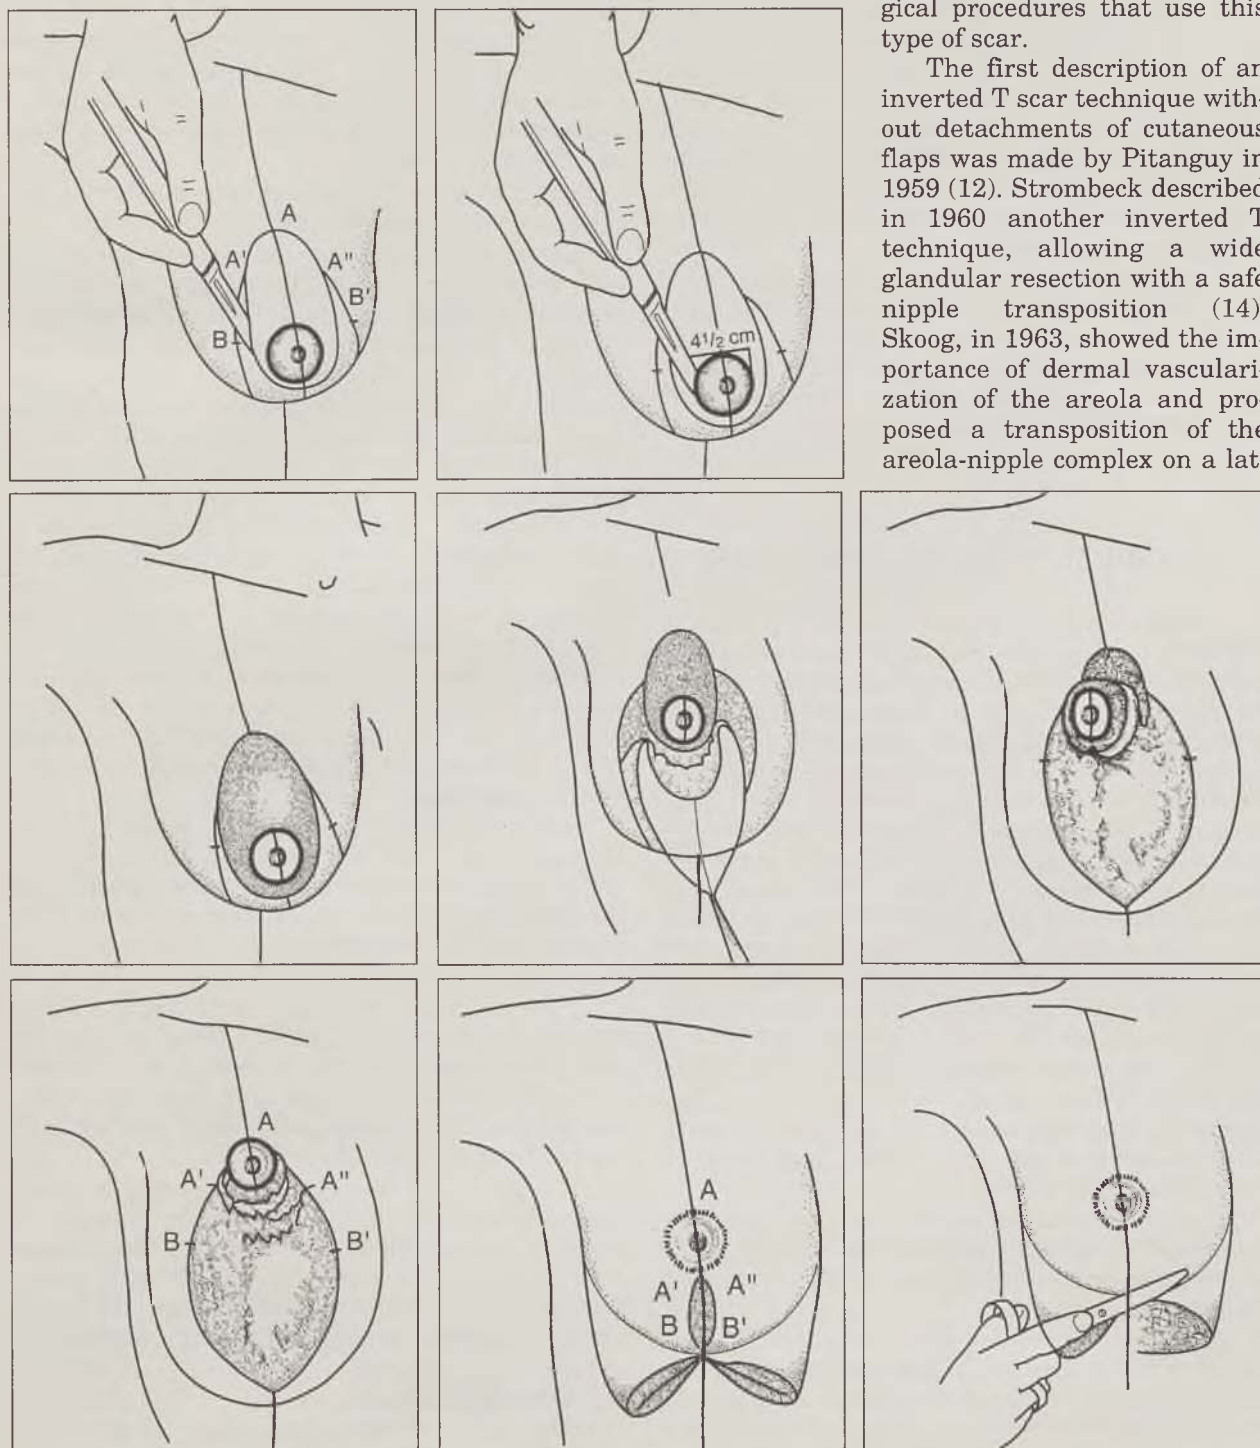 gical procedures that use this
type of scar.
The first description of an
inverted T scar technique with-
out detachments of cutaneous
flaps was made by Pitanguy in
1959 (12). Strombeck described
in 1960 another inverted T
technique, allowing a wide
glandular resection with a safe
nipple transposition (14)
Skoog, in 1963, showed the im-
portance of dermal vasculari-
zation of the areola and pro-
posed a transposition of the
areola-nipple complex on a lat
A
A' A"
B'
B
4 1/2 cm
A
A' A"
B B'
A
A' A"
B B'